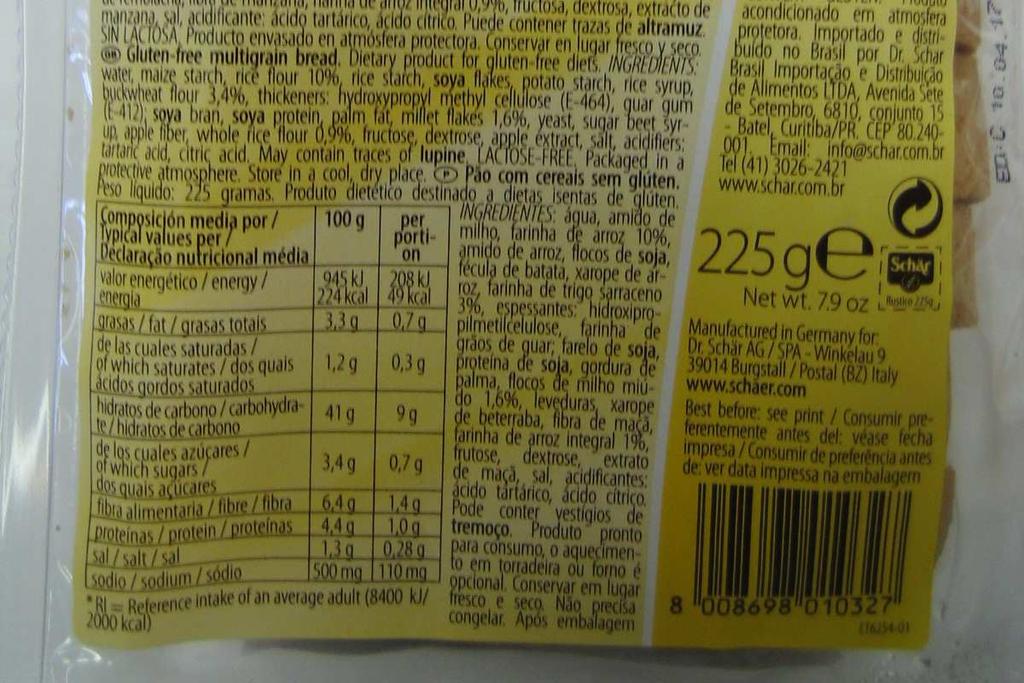 integral 0,9%, fructosa, dextrosa, extracto de
manzana, sal, acidificante: ácido tartárico, ácido cítrico. Puede contener trazas de altramuz.
SIN LACTOSA, Producto envasado en atmósfera protectora. Conservar en lugar fresco y seco.
Gluten-free multigrain bread. Dietary product for gluten-free diets. INGREDIENTS:
water, maize starch, rice flour 10%, rice starch, soya flakes, potato starch, rice syrup,
buckwheat flour 3,4%, thickeners: hydroxypropyl methyl cellulose (E-464), guar gum
(E-412); soya bran, soya protein, palm fat, millet flakes 1,6%, yeast, sugar beet syr-
up, apple fiber, whole rice flour 0,9%, fructose, dextrose, apple extract, salt, acidifiers:
tartaric acid, citric acid. May contain traces of lupine. LACTOSE-FREE, Packaged in a
protective atmosphere. Store in a cool, dry place. P Pão com cereais sem glúten.
Peso líquido: 225 gramas. Produto dietético destinado a dietas isentas de glúten.
Composición media por /
Typical values per /
Declaração nutricional média
100 g
per
porti-
on
valor energético / energy /
energia
945 kJ
224 kcal
208 kJ
49 kcal
grasas / fat / grasas totais
3,3 g
0,7 g
de las cuales saturadas /
of which saturates / dos quais
ácidos gordos saturados
1,2 g
0,3 g
hidratos de carbono / carbohydra-
te / hidratos de carbono
41 g
9 g
de los cuales azúcares /
of which sugars /
dos quais açúcares
3,4 g
0,7 g
fibra alimentaria / fibre / fibra
6,4 g
1,4 g
proteínas / protein / proteínas
4,4 g
1,0 g
sal / salt / sal
1,3 g
0,28 g
sodio / sodium / sódio
500 mg
110 mg
* RI = Reference intake of an average adult (8400 kJ/
2000 kcal)
INGREDIENTES: água, amido de
milho, farinha de arroz 10%,
amido de arroz, flocos de soja,
fécula de batata, xarope de ar-
roz, farinha de trigo sarraceno
3%, espessantes: hidroxipro-
pilmetilcelulose, farinha de
grãos de guar; farelo de soja,
proteína de soja, gordura de
palma, flocos de milho miú-
do 1,6%, leveduras, xarope
de beterraba, fibra de maçã,
farinha de arroz integral 1%,
frutose, dextrose, extrato
de maçã, sal, acidificantes:
ácido tartárico, ácido cítrico.
Pode conter vestígios de
tremoço. Produto pronto
para consumo, o aquecimen-
to em torradeira ou forno é
opcional. Conservar em lugar
fresco e seco. Não precisa
congelar. Após embalagem
acondicionado em atmosfera
protetora. Importado e distri-
buído no Brasil por Dr. Schar
Brasil Importação e Distribuição
de Alimentos LTDA, Avenida Sete
de Setembro, 6810, conjunto 15
- Batel, Curitiba/PR, CEP 80.240-
001. Email: info@schar.com.br
Tel (41) 3026-2421
www.schar.com.br
225 g e
Net wt. 7.9 oz
Schär
Rustico 225g
Manufactured in Germany for:
Dr. Schär AG / SPA - Winkelau 9
39014 Burgstall / Postal (BZ) Italy
www.schaer.com
Best before: see print / Consumir pre-
ferentemente antes del: véase fecha
impresa / Consumir de preferência antes
de: ver data impressa na embalagem
8 008698 010327
E16254-01
10.04.17